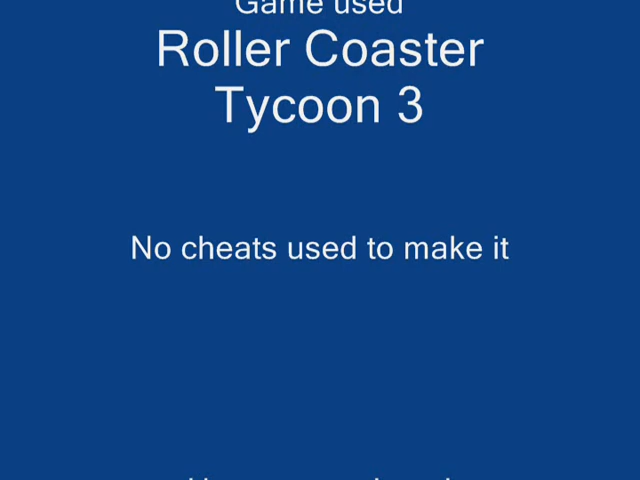 Game used
Roller Coaster
Tycoon 3
No cheats used to make it